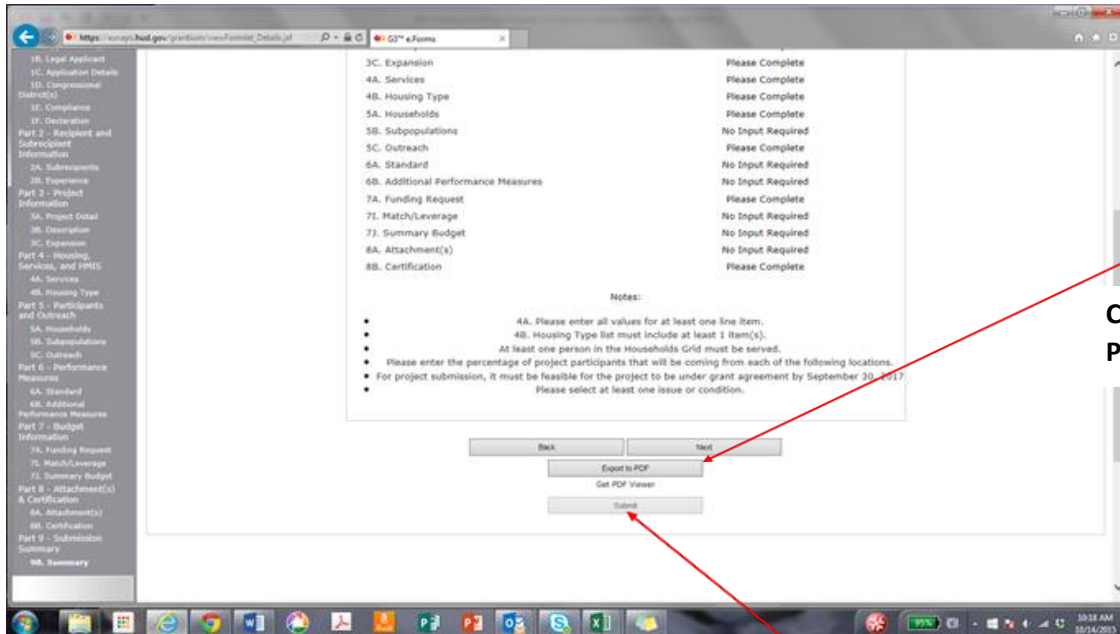 https://esnaps.hud.gov/grantium/viewFormlet_Details.jsf
G3™ e.Forms
1B. Legal Applicant
1C. Application Details
1D. Congressional
District(s)
1E. Compliance
1F. Declaration
Part 2 - Recipient and
Subrecipient
Information
2A. Subrecipients
2B. Experience
Part 3 - Project
Information
3A. Project Detail
3B. Description
3C. Expansion
Part 4 - Housing,
Services, and HMIS
4A. Services
4B. Housing Type
Part 5 - Participants
and Outreach
5A. Households
5B. Subpopulations
5C. Outreach
Part 6 - Performance
Measures
6A. Standard
6B. Additional
Performance Measures
Part 7 - Budget
Information
7A. Funding Request
7I. Match/Leverage
7J. Summary Budget
Part 8 - Attachment(s)
& Certification
8A. Attachment(s)
8B. Certification
Part 9 - Submission
Summary
9B. Summary
3C. Expansion Please Complete
4A. Services Please Complete
4B. Housing Type Please Complete
5A. Households Please Complete
5B. Subpopulations No Input Required
5C. Outreach Please Complete
6A. Standard No Input Required
6B. Additional Performance Measures No Input Required
7A. Funding Request Please Complete
7I. Match/Leverage No Input Required
7J. Summary Budget No Input Required
8A. Attachment(s) No Input Required
8B. Certification Please Complete
Notes:
• 4A. Please enter all values for at least one line item.
• 4B. Housing Type list must include at least 1 item(s).
• At least one person in the Households Grid must be served.
• Please enter the percentage of project participants that will be coming from each of the following locations.
• For project submission, it must be feasible for the project to be under grant agreement by September 30, 2017
• Please select at least one issue or condition.
Back Next
Export to PDF
Get PDF Viewer
Submit
C
P
95%
10:18 AM
10/14/2015